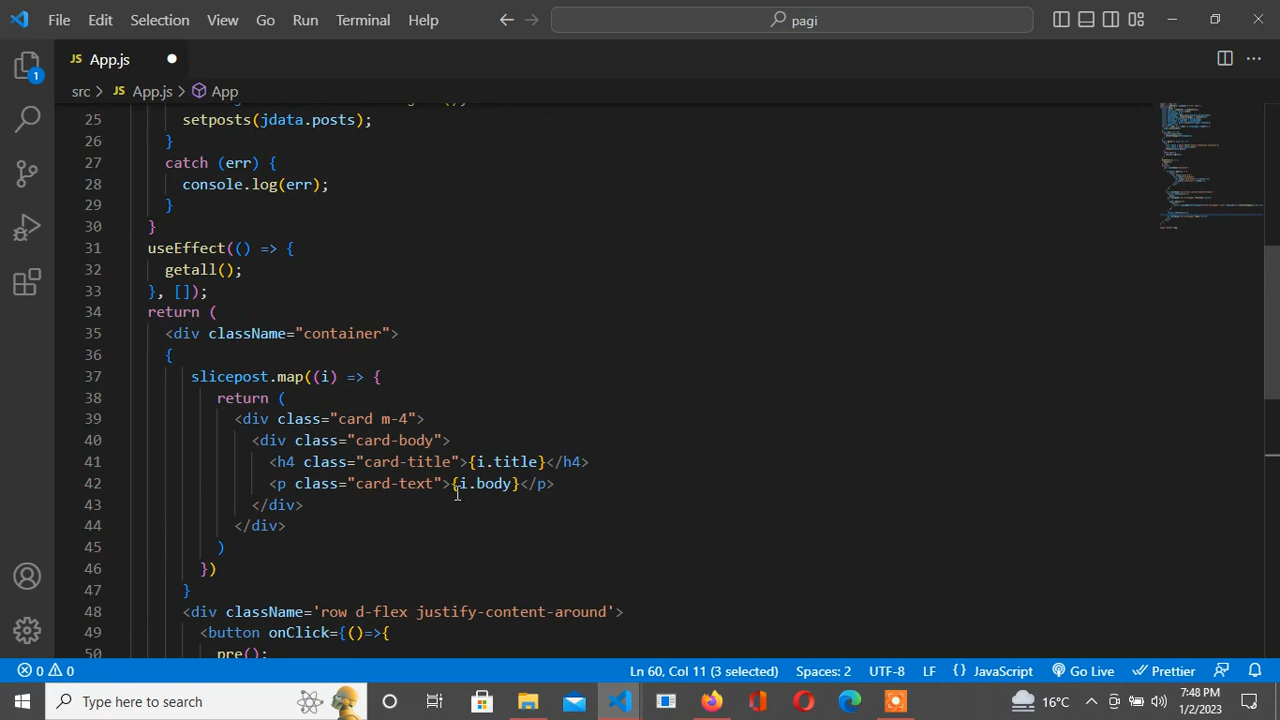 File Edit Selection View Go Run Terminal Help
pagi
JS App.js
src > JS App.js > App
25 setposts(jdata.posts);
26 }
27 catch (err) {
28 console.log(err);
29 }
30 }
31 useEffect(() => {
32 getall();
33 }, []);
34 return (
35 <div className="container">
36 {
37 slicepost.map((i) => {
38 return (
39 <div class="card m-4">
40 <div class="card-body">
41 <h4 class="card-title">{i.title}</h4>
42 <p class="card-text">{i.body}</p>
43 </div>
44 </div>
45 )
46 })
47 }
48 <div className='row d-flex justify-content-around'>
49 <button onClick={()=>{
50 pre();
1
0 0 Ln 60, Col 11 (3 selected) Spaces: 2 UTF-8 LF {} JavaScript Go Live Prettier
Type here to search 16°C 7:48 PM
1/2/2023